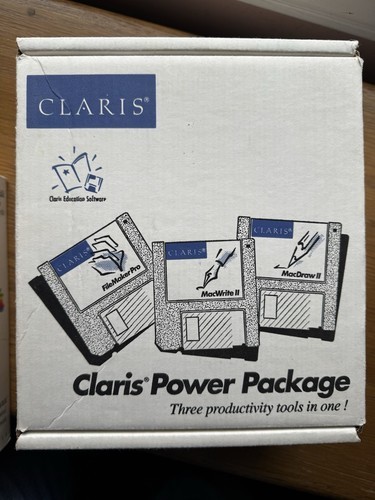 CLARIS®
Claris Education Software
CLARIS®
FileMaker Pro
CLARIS®
MacWrite II
CLARIS®
MacDraw II
Claris® Power Package
Three productivity tools in one !